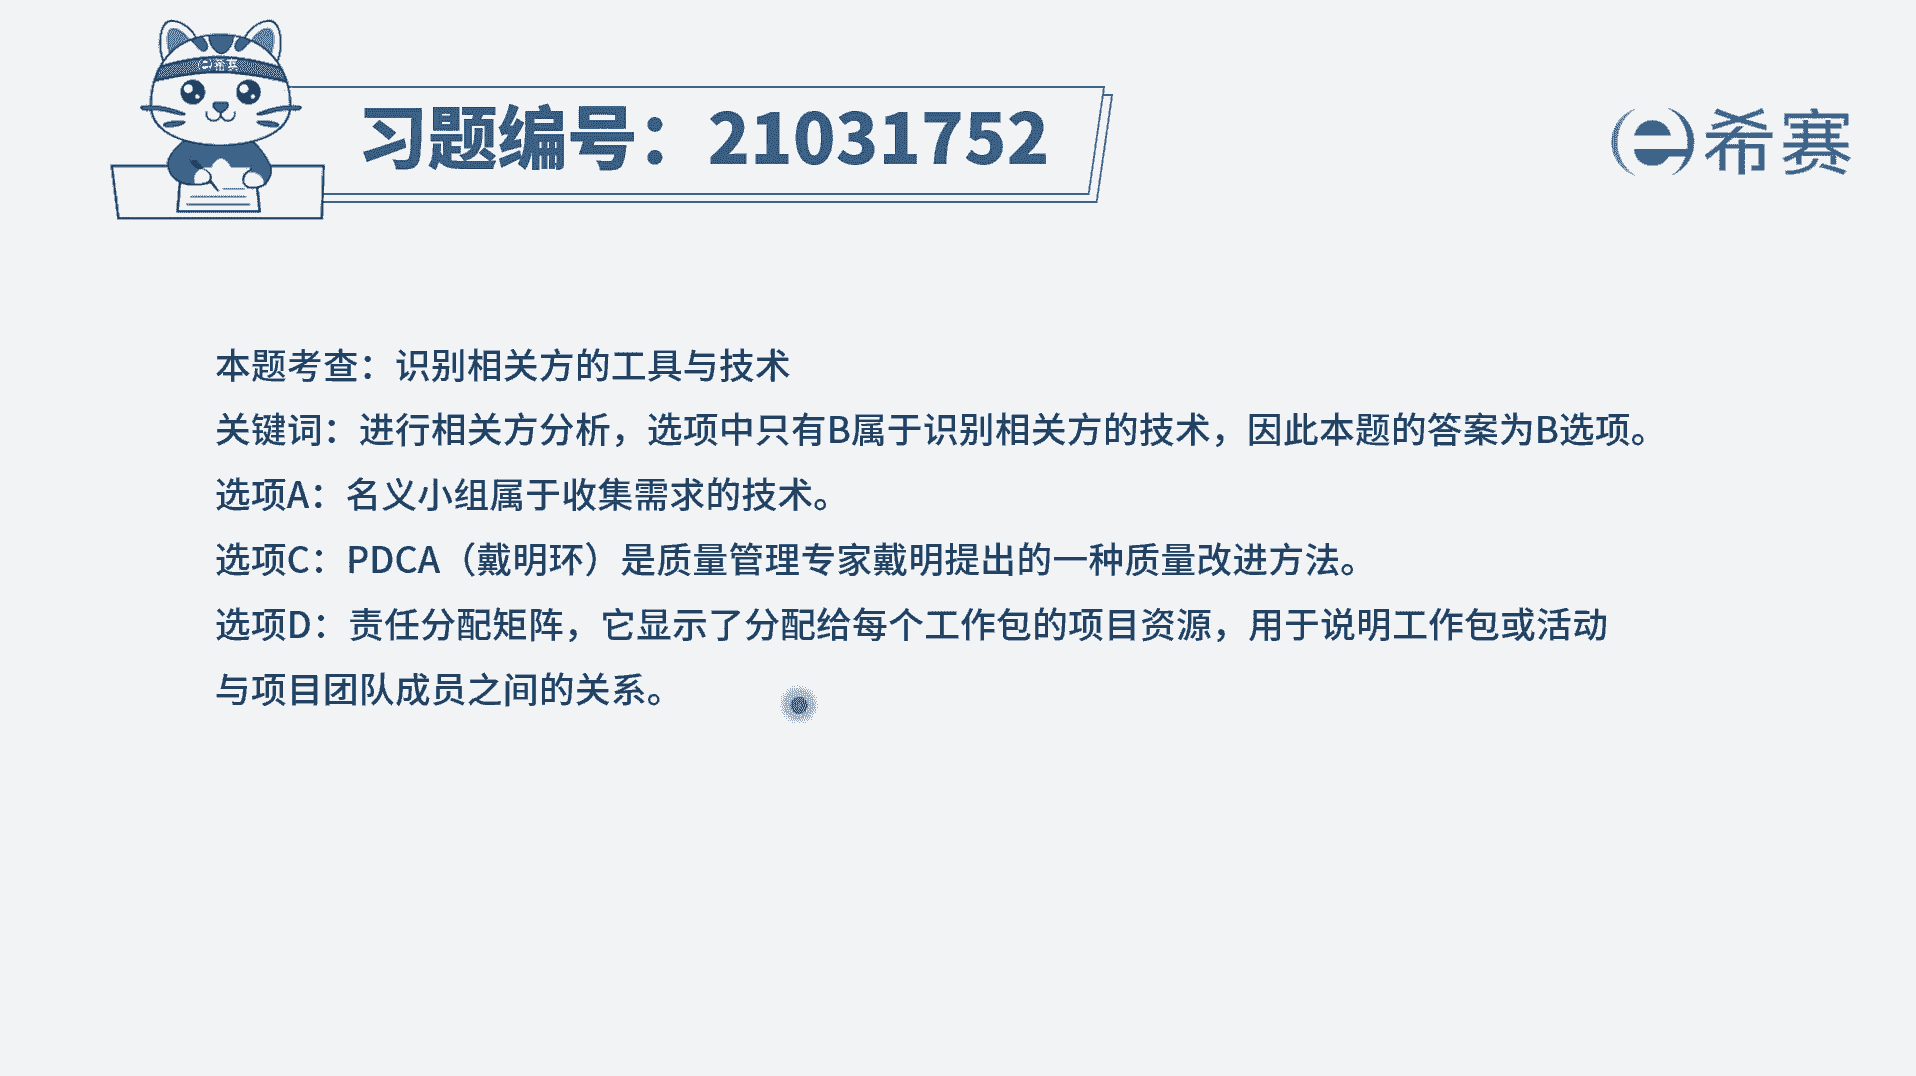 希赛
习题编号：21031752
希赛
本题考查：识别相关方的工具与技术
关键词：进行相关方分析，选项中只有B属于识别相关方的技术，因此本题的答案为B选项。
选项A：名义小组属于收集需求的技术。
选项C：PDCA（戴明环）是质量管理专家戴明提出的一种质量改进方法。
选项D：责任分配矩阵，它显示了分配给每个工作包的项目资源，用于说明工作包或活动
与项目团队成员之间的关系。